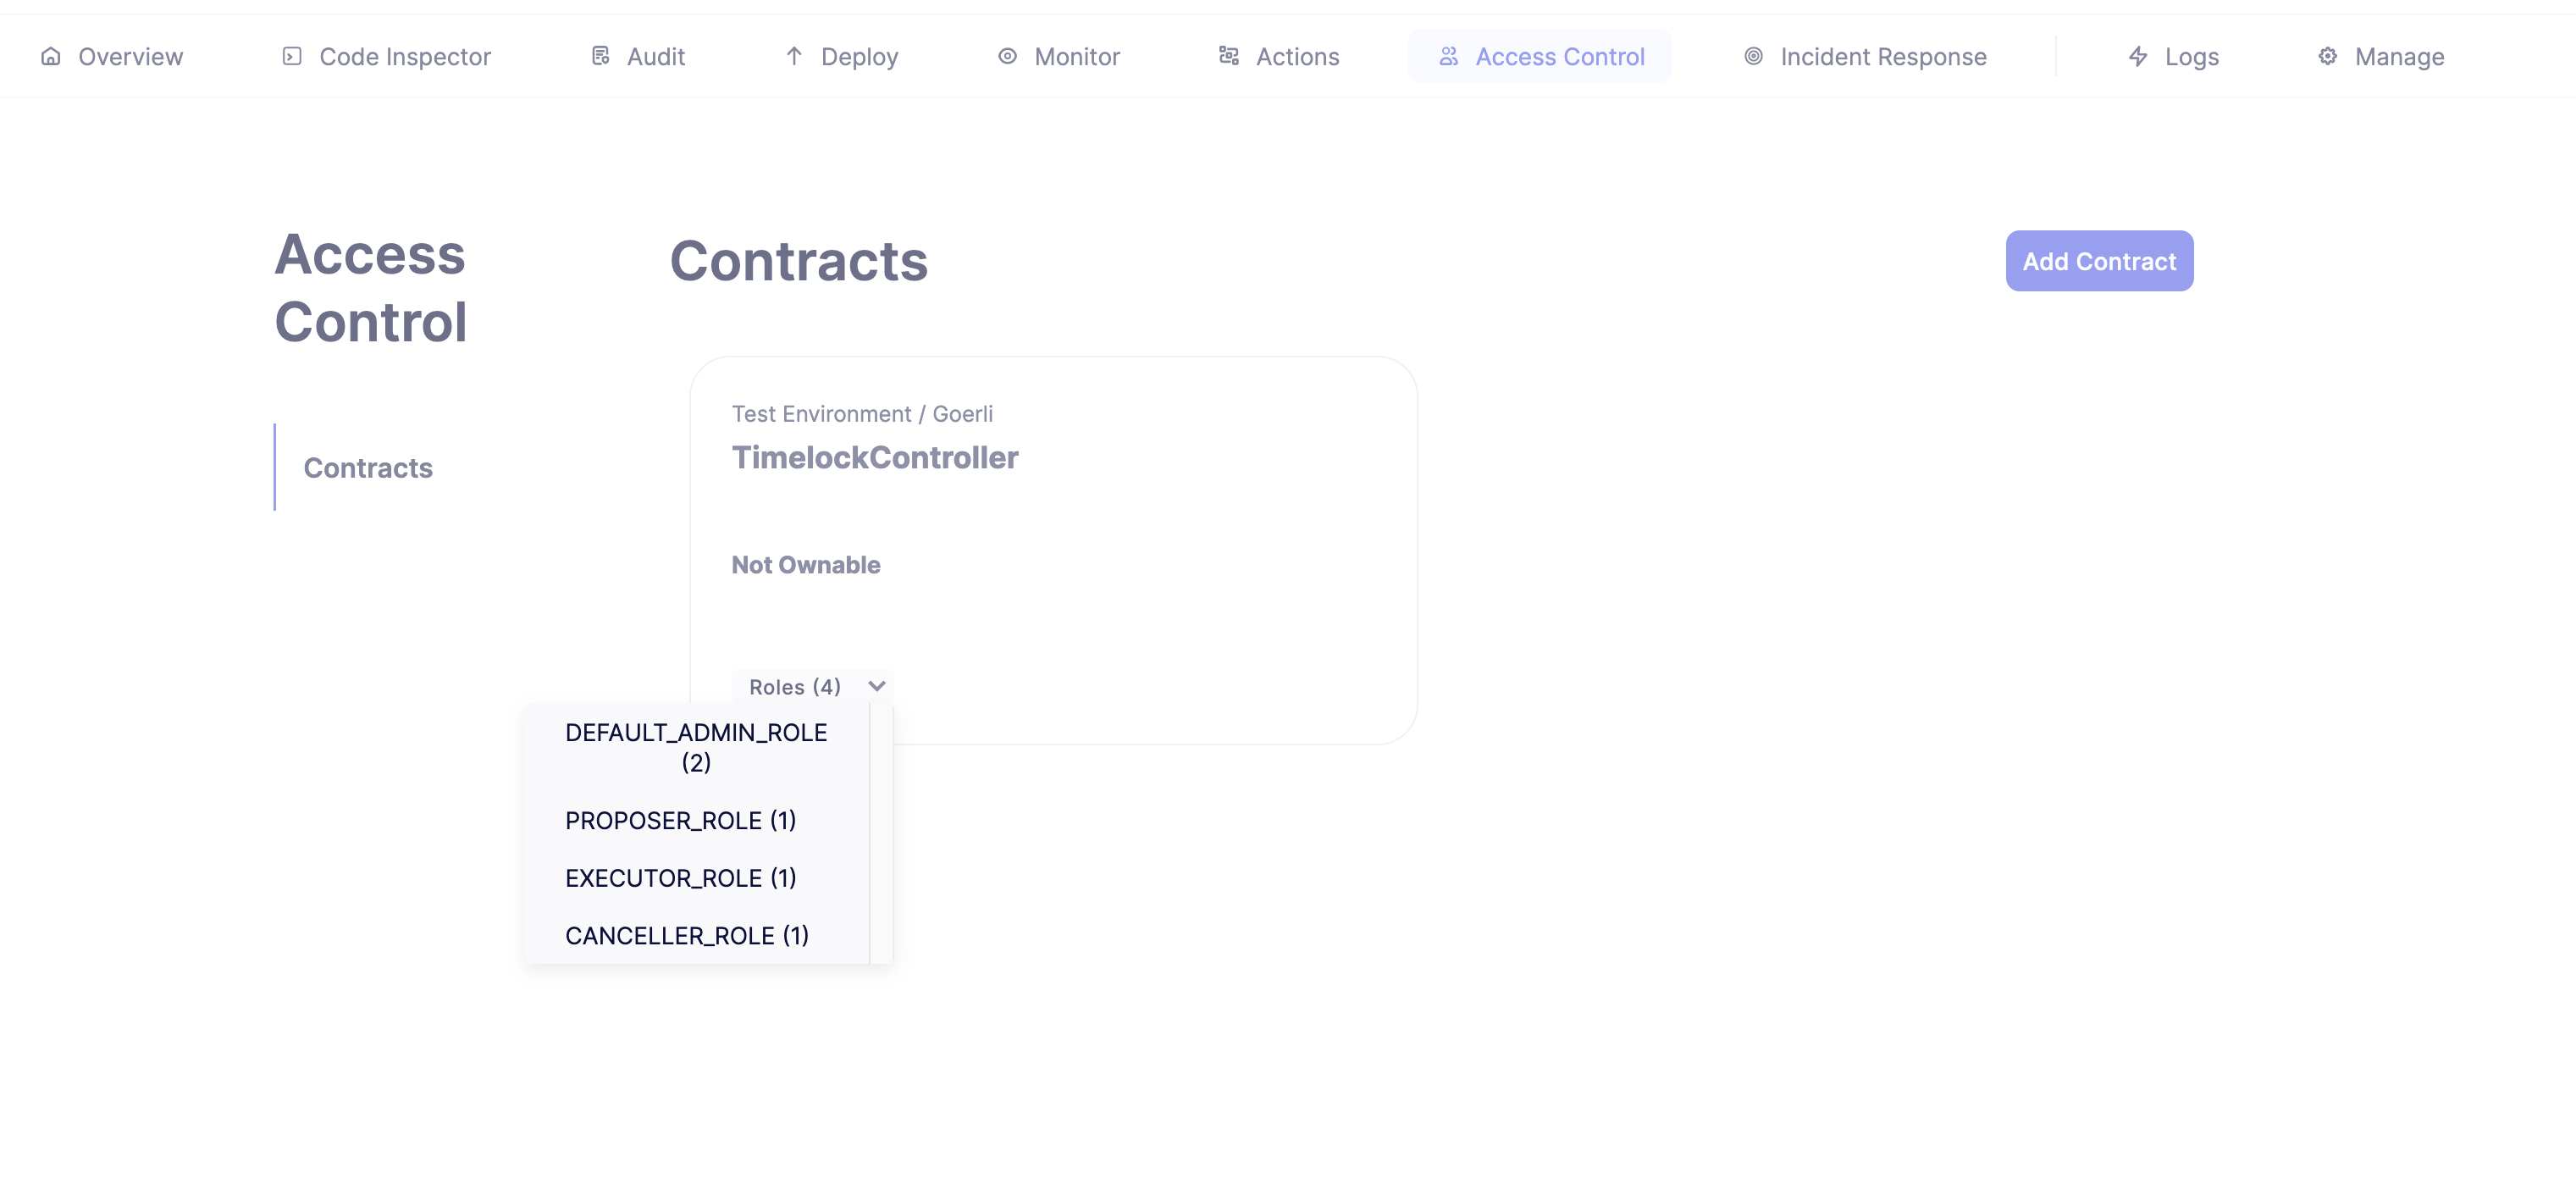 Overview
Code Inspector
Audit
Deploy
Monitor
Actions
Access Control
Incident Response
Logs
Manage
Access
Control
Contracts
Contracts
Add Contract
Test Environment / Goerli
TimelockController
Not Ownable
Roles (4)
DEFAULT_ADMIN_ROLE
(2)
PROPOSER_ROLE (1)
EXECUTOR_ROLE (1)
CANCELLER_ROLE (1)